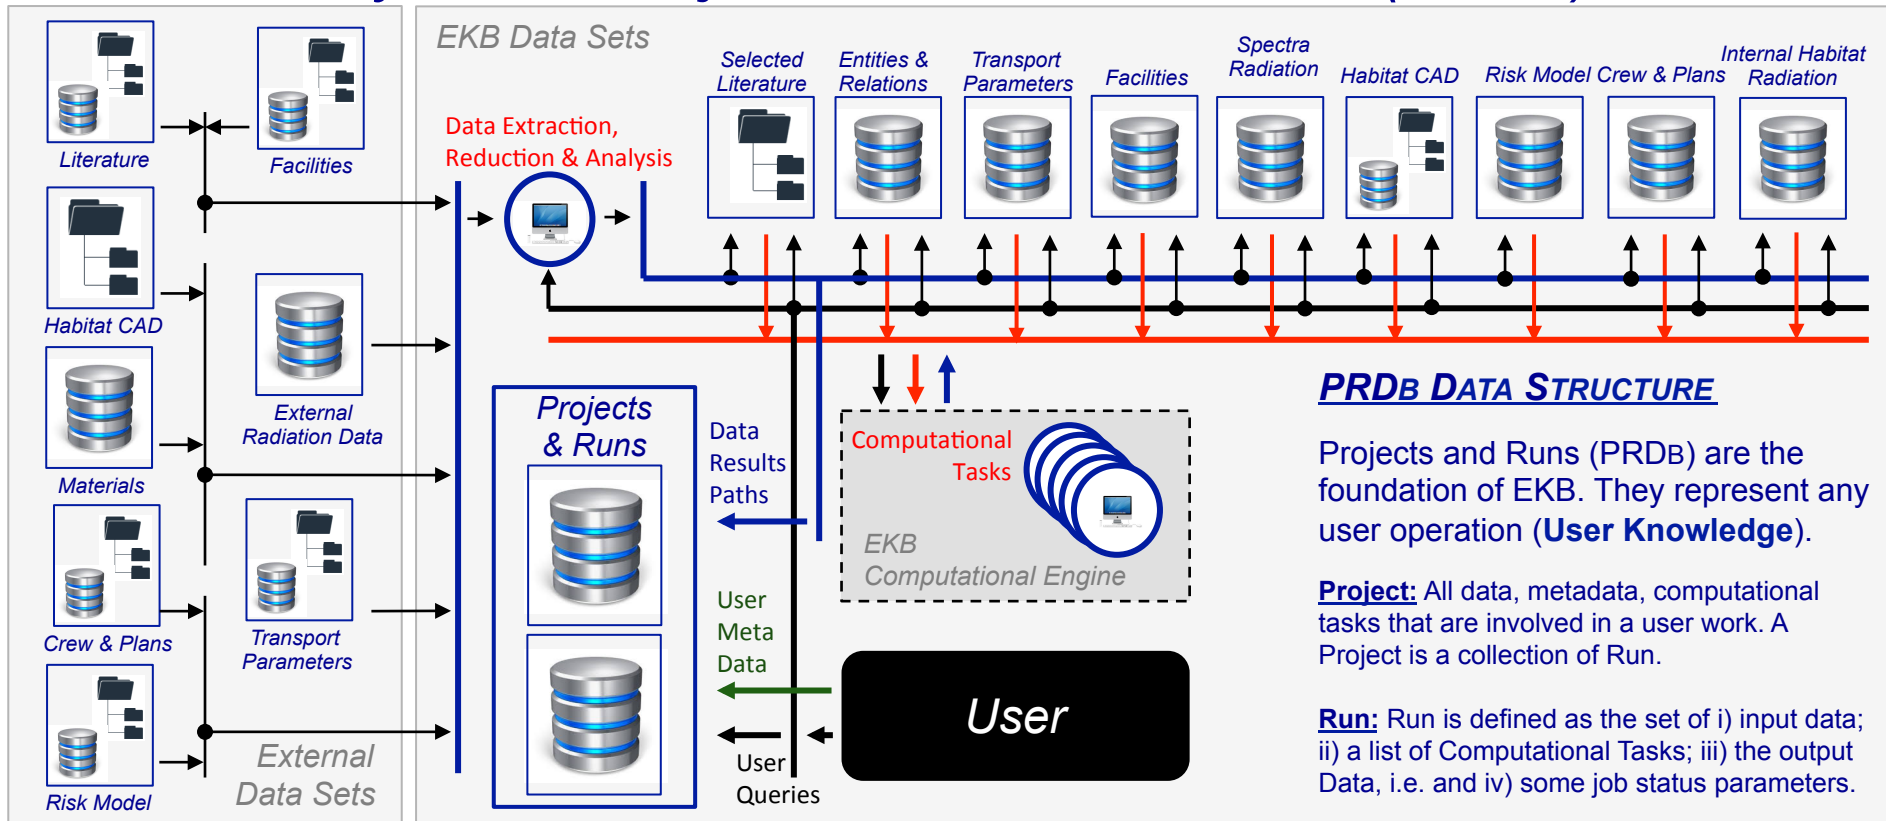 EKB Data Sets
Literature
Facilities
Habitat CAD
External
Radiation Data
Materials
Crew & Plans
Transport
Parameters
Risk Model
External
Data Sets
Data Extraction,
Reduction & Analysis
Selected
Literature
Entities &
Relations
Transport
Parameters
Facilities
Spectra
Radiation
Habitat CAD
Risk Model
Crew & Plans
Internal Habitat
Radiation
Projects
& Runs
Data
Results
Paths
User
Meta
Data
User
Queries
Computational
Tasks
EKB
Computational Engine
User
PRDB DATA STRUCTURE
Projects and Runs (PRDB) are the
foundation of EKB. They represent any
user operation (User Knowledge).
Project: All data, metadata, computational
tasks that are involved in a user work. A
Project is a collection of Run.
Run: Run is defined as the set of i) input data;
ii) a list of Computational Tasks; iii) the output
Data, i.e. and iv) some job status parameters.